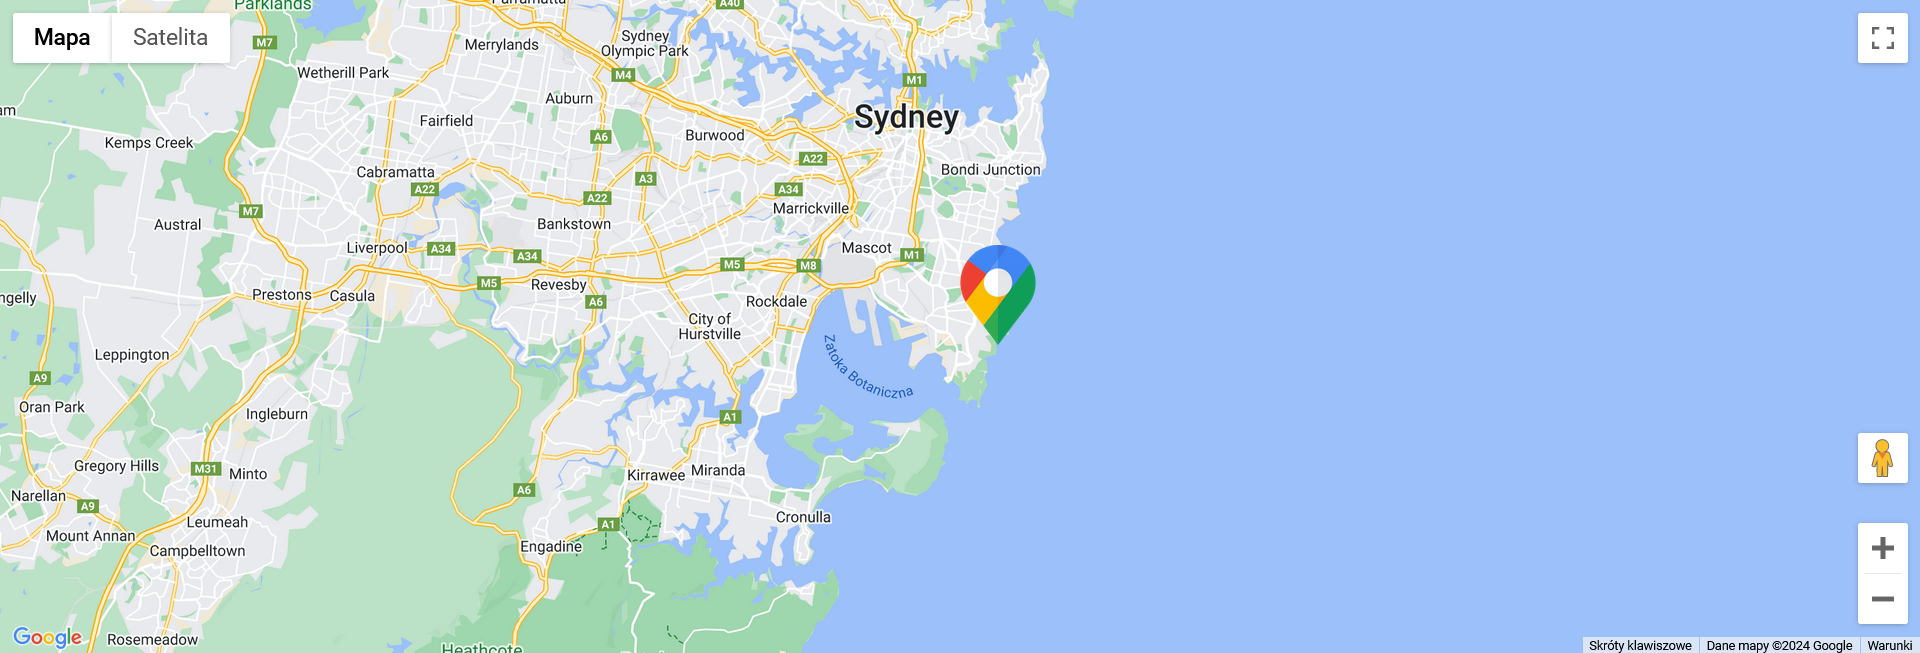 Parklands
Parramatta
A40
Mapa
Satelita
M7
Merrylands
Sydney
Olympic Park
Wetherill Park
M4
M1
Auburn
Sydney
Fairfield
Kemps Creek
A6
Burwood
A22
Cabramatta
A22
A3
A34
Bondi Junction
A22
M7
Austral
Bankstown
Marrickville
Liverpool
A34
A34
Mascot
M1
M5
M8
Prestons
Casula
M5
Revesby
A6
Rockdale
City of
Hurstville
Leppington
Zatoka Botaniczna
A9
Oran Park
Ingleburn
A1
Gregory Hills
M31
Minto
Kirrawee
Miranda
Narellan
A9
A6
Leumeah
Cronulla
A1
Mount Annan
Campbelltown
Engadine
Google
Rosemeadow
Heathcote
Skróty klawiszowe
Dane mapy ©2024 Google
Warunki